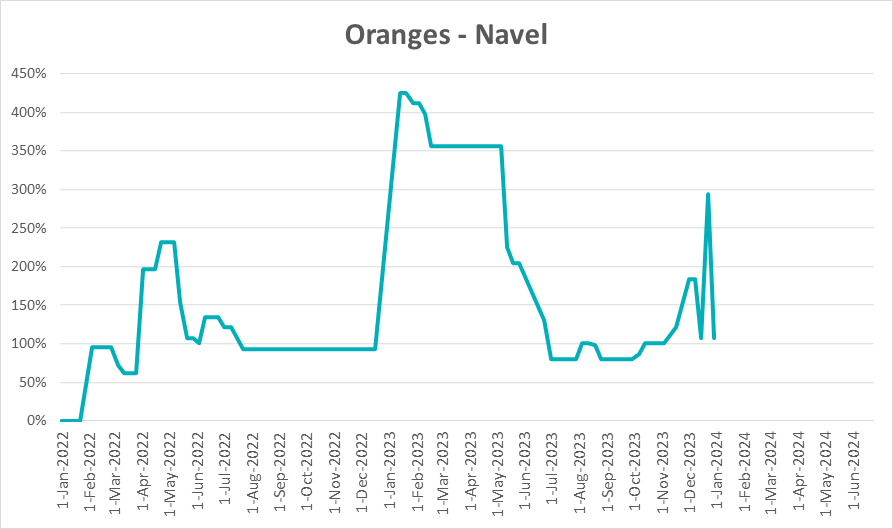 Oranges - Navel
450%
400%
350%
300%
250%
200%
150%
100%
50%
0%
1-Jan-2022
1-Feb-2022
1-Mar-2022
1-Apr-2022
1-May-2022
1-Jun-2022
1-Jul-2022
1-Aug-2022
1-Sep-2022
1-Oct-2022
1-Nov-2022
1-Dec-2022
1-Jan-2023
1-Feb-2023
1-Mar-2023
1-Apr-2023
1-May-2023
1-Jun-2023
1-Jul-2023
1-Aug-2023
1-Sep-2023
1-Oct-2023
1-Nov-2023
1-Dec-2023
1-Jan-2024
1-Feb-2024
1-Mar-2024
1-Apr-2024
1-May-2024
1-Jun-2024